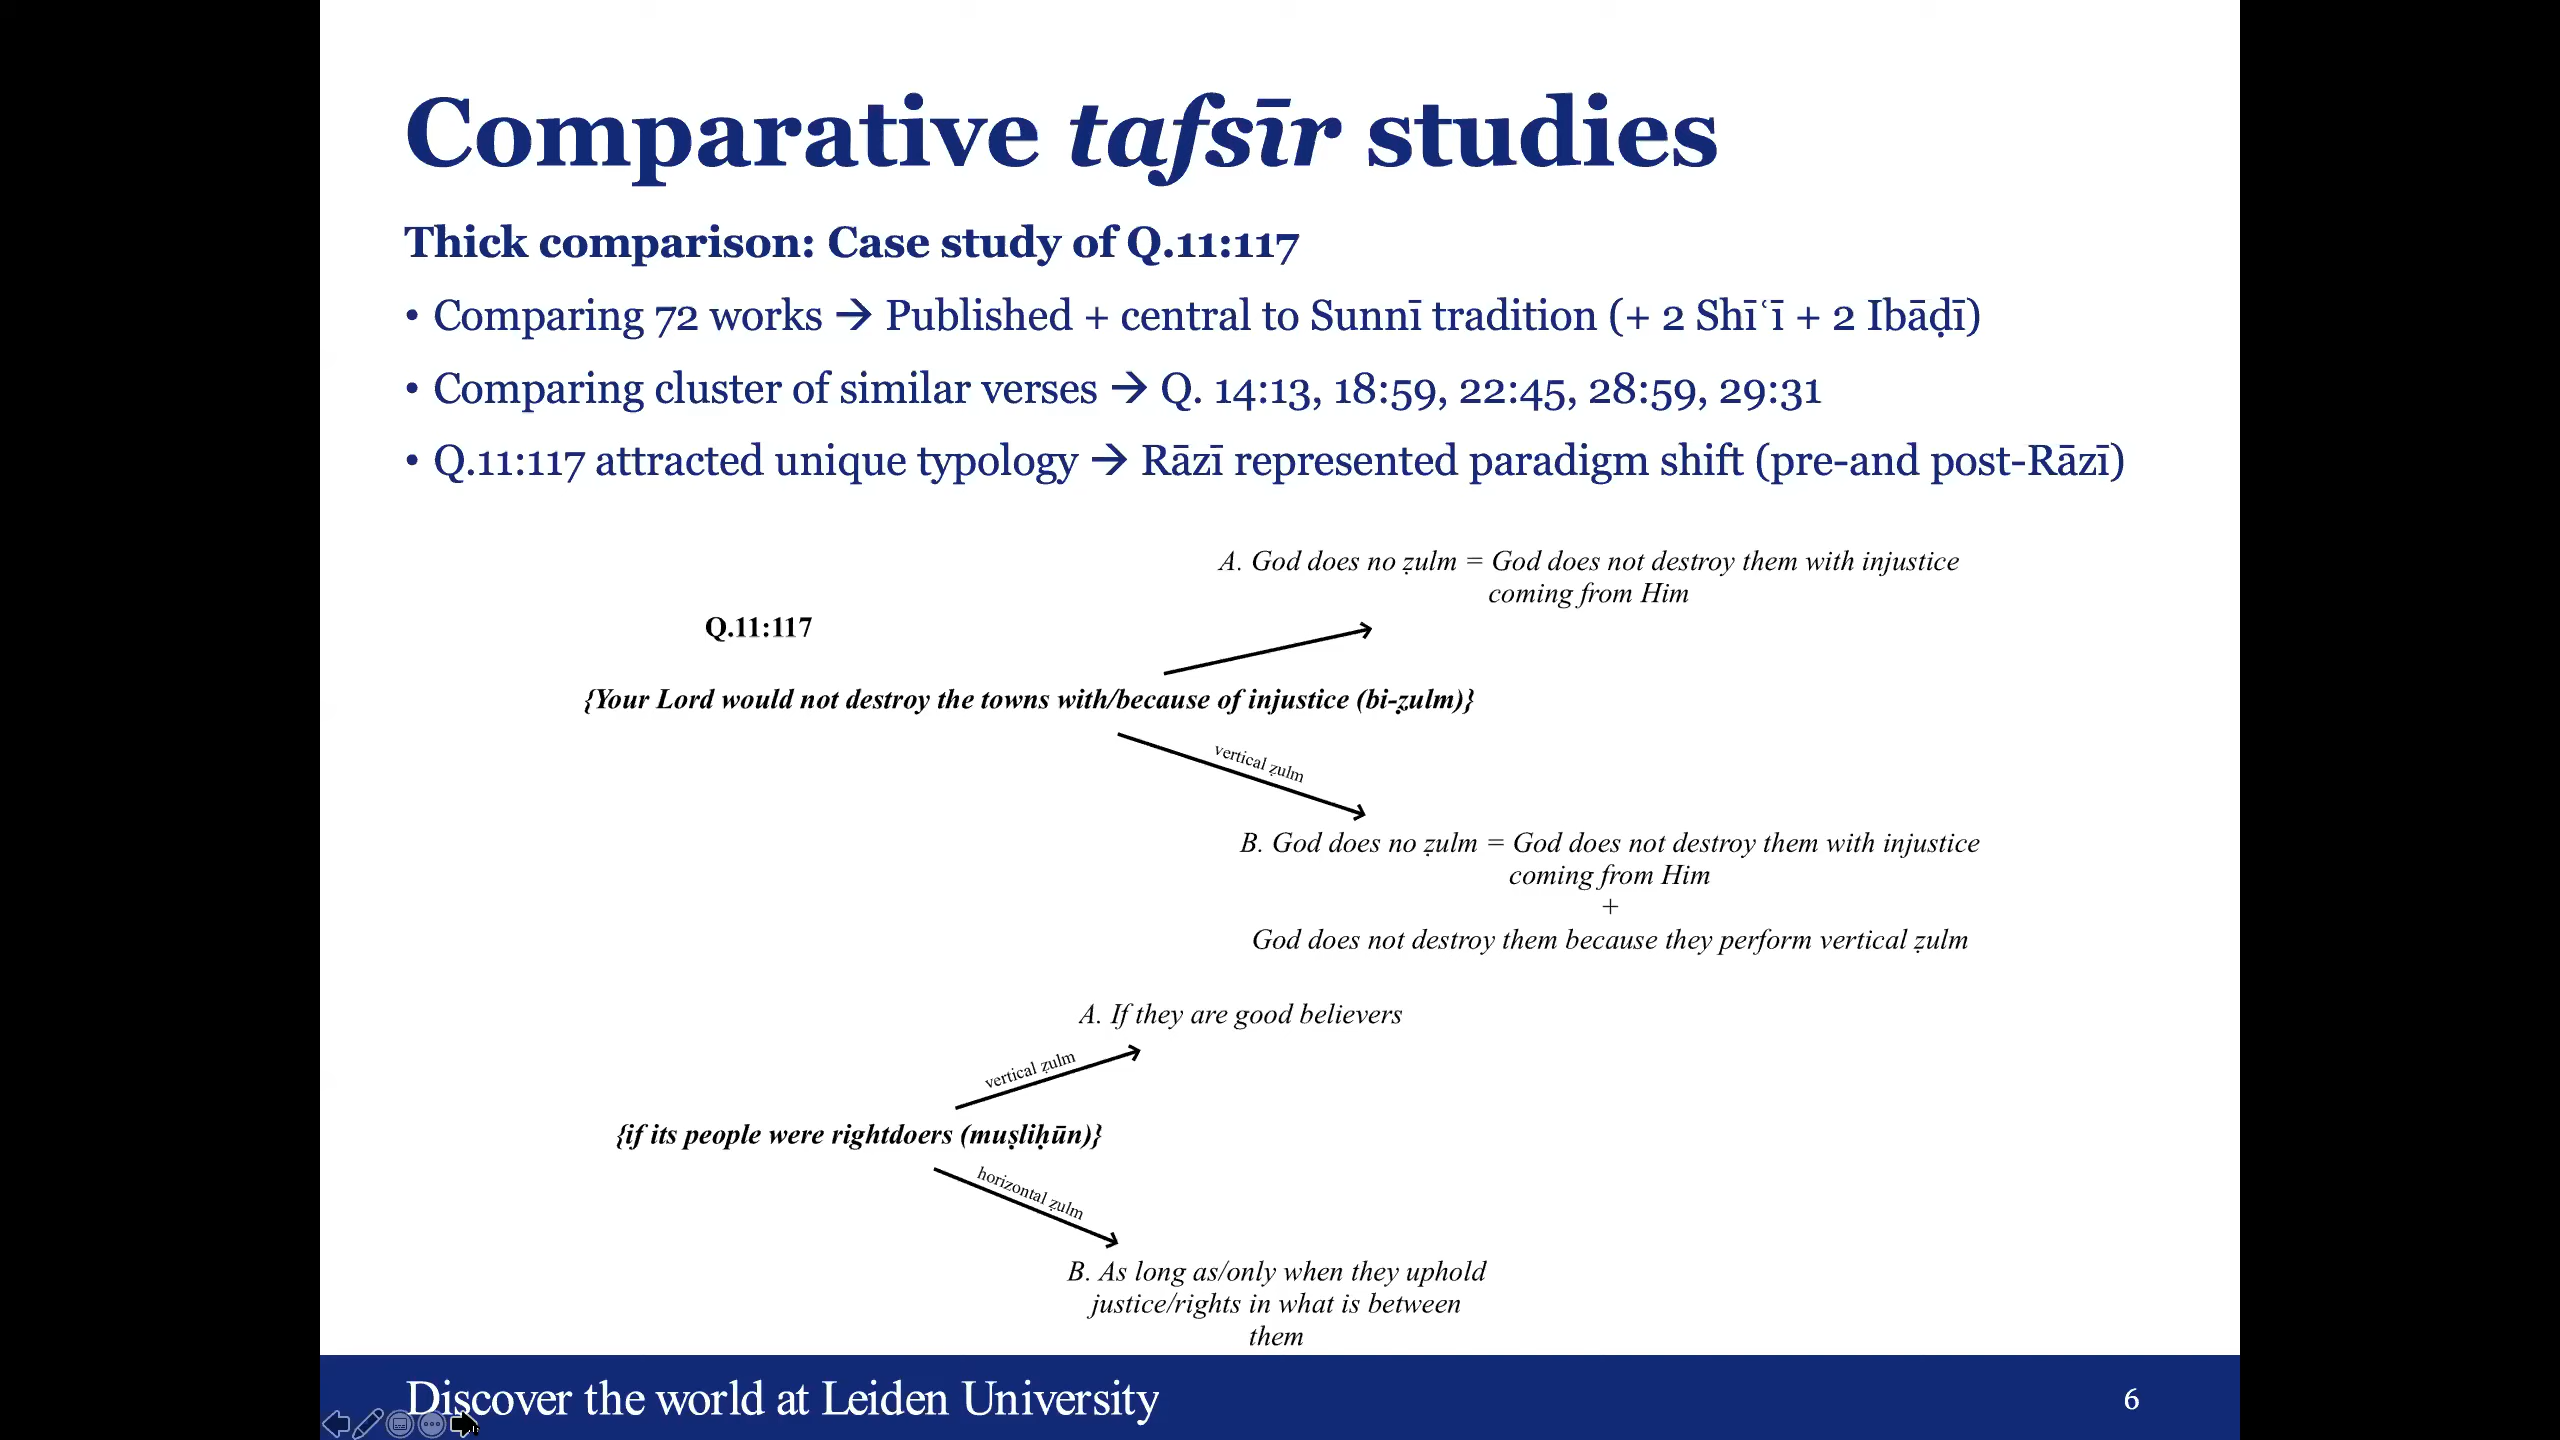 Comparative tafsīr studies
Thick comparison: Case study of Q.11:117
• Comparing 72 works → Published + central to Sunnī tradition (+ 2 Shīʿī + 2 Ibāḍī)
• Comparing cluster of similar verses → Q. 14:13, 18:59, 22:45, 28:59, 29:31
• Q.11:117 attracted unique typology → Rāzī represented paradigm shift (pre-and post-Rāzī)
A. God does no ẓulm = God does not destroy them with injustice
coming from Him
Q.11:117
{Your Lord would not destroy the towns with/because of injustice (bi-ẓulm)}
vertical ẓulm
B. God does no ẓulm = God does not destroy them with injustice
coming from Him
+
God does not destroy them because they perform vertical ẓulm
A. If they are good believers
vertical ẓulm
{if its people were rightdoers (muṣliḥūn)}
horizontal ẓulm
B. As long as/only when they uphold
justice/rights in what is between
them
Discover the world at Leiden University
6